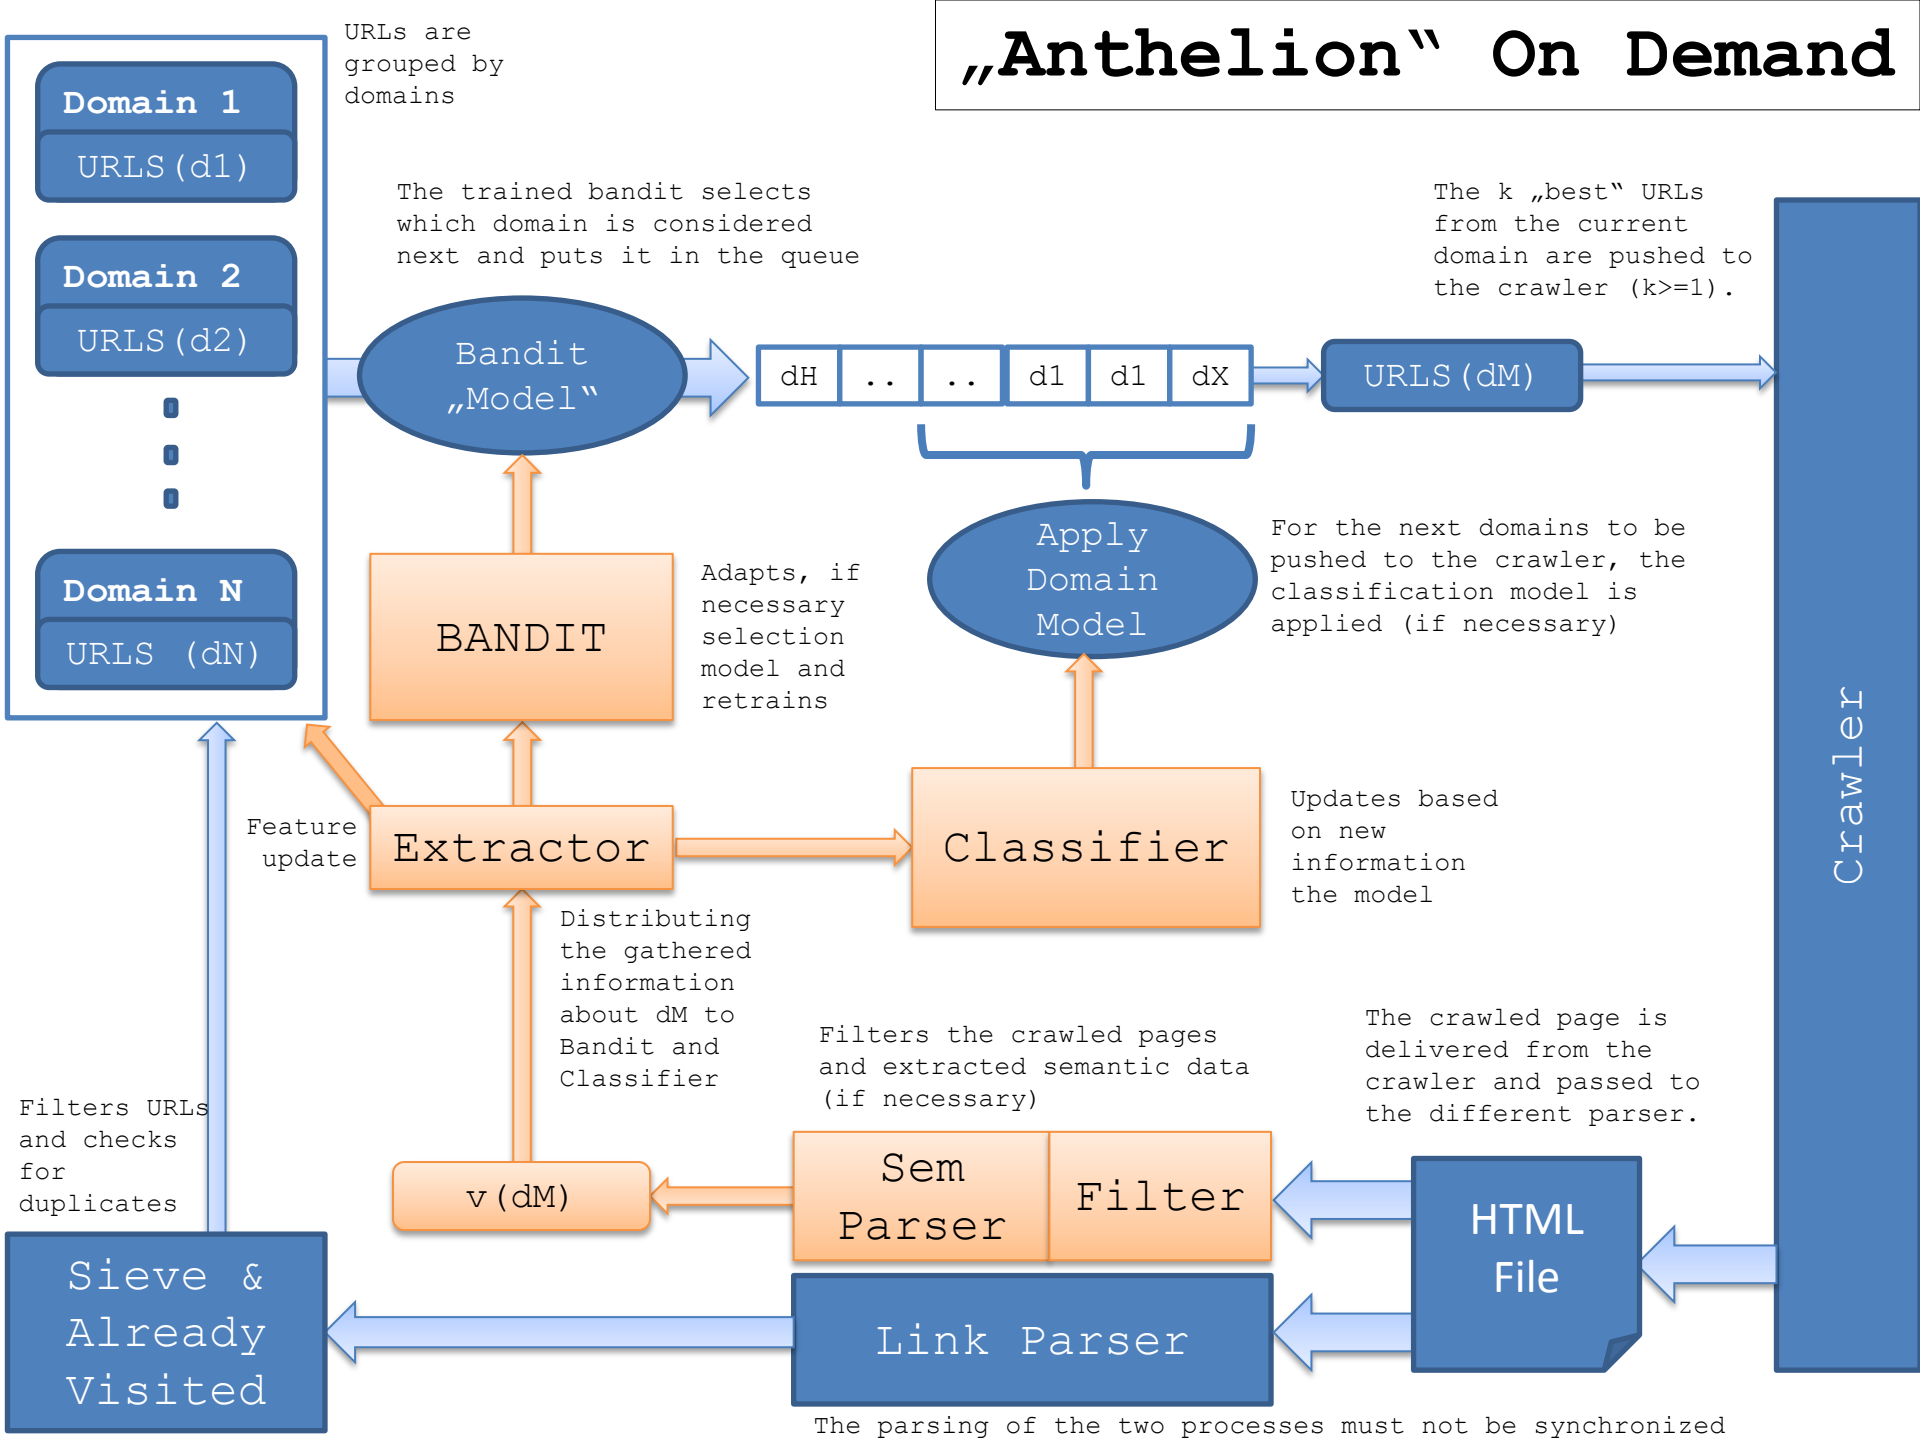 „Anthelion“ On Demand
URLs are
grouped by
domains
Domain 1
URLS(d1)
Domain 2
URLS(d2)
Domain N
URLS (dN)
The trained bandit selects
which domain is considered
next and puts it in the queue
Bandit
„Model“
dH
..
..
d1
d1
dX
The k „best“ URLs
from the current
domain are pushed to
the crawler (k>=1).
URLS(dM)
Crawler
Apply
Domain
Model
For the next domains to be
pushed to the crawler, the
classification model is
applied (if necessary)
BANDIT
Adapts, if
necessary
selection
model and
retrains
Feature
update
Extractor
Classifier
Updates based
on new
information
the model
Distributing
the gathered
information
about dM to
Bandit and
Classifier
Filters the crawled pages
and extracted semantic data
(if necessary)
The crawled page is
delivered from the
crawler and passed to
the different parser.
Filters URLs
and checks
for
duplicates
v(dM)
Sem
Parser
Filter
HTML
File
Sieve &
Already
Visited
Link Parser
The parsing of the two processes must not be synchronized